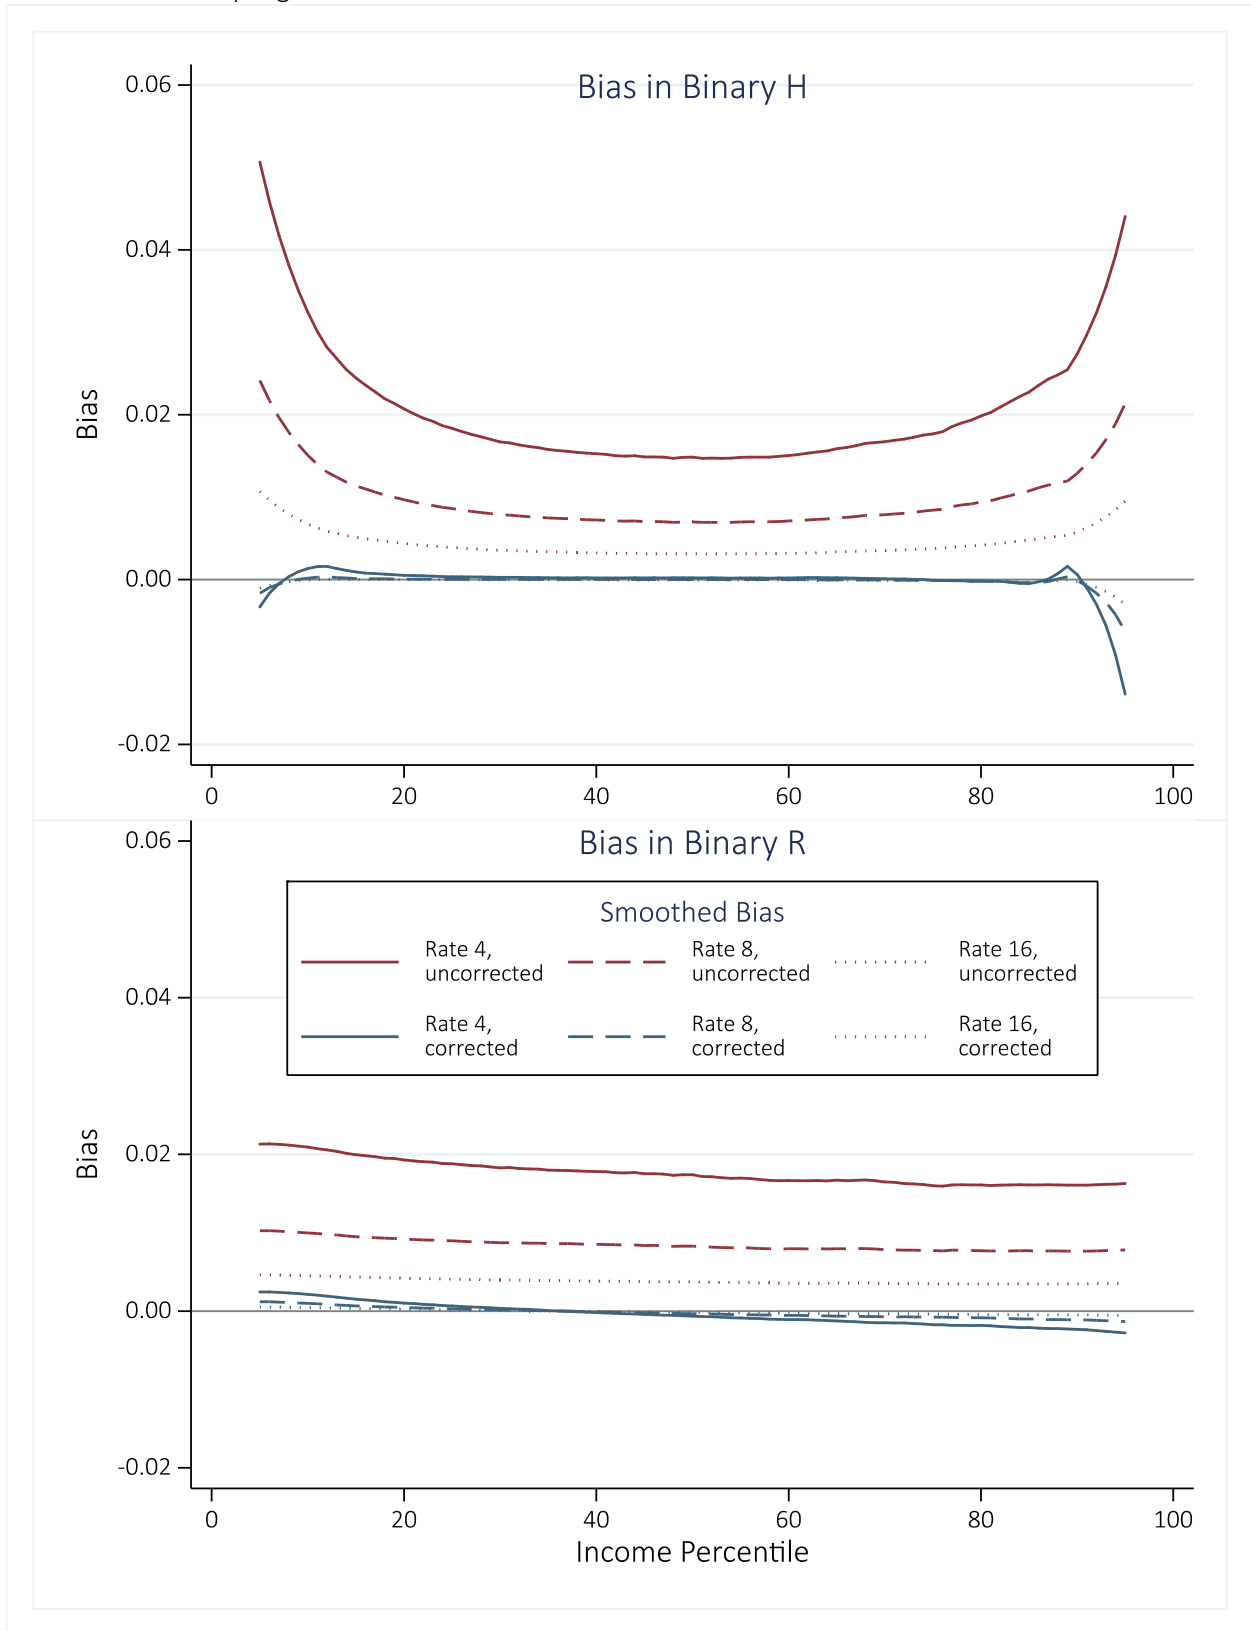 Bias in Binary H
0.06
0.04
0.02
0.00
-0.02
Bias
0 20 40 60 80 100
Bias in Binary R
0.06
0.04
0.02
0.00
-0.02
Bias
Smoothed Bias
Rate 4,
uncorrected
Rate 8,
uncorrected
Rate 16,
uncorrected
Rate 4,
corrected
Rate 8,
corrected
Rate 16,
corrected
0 20 40 60 80 100
Income Percentile